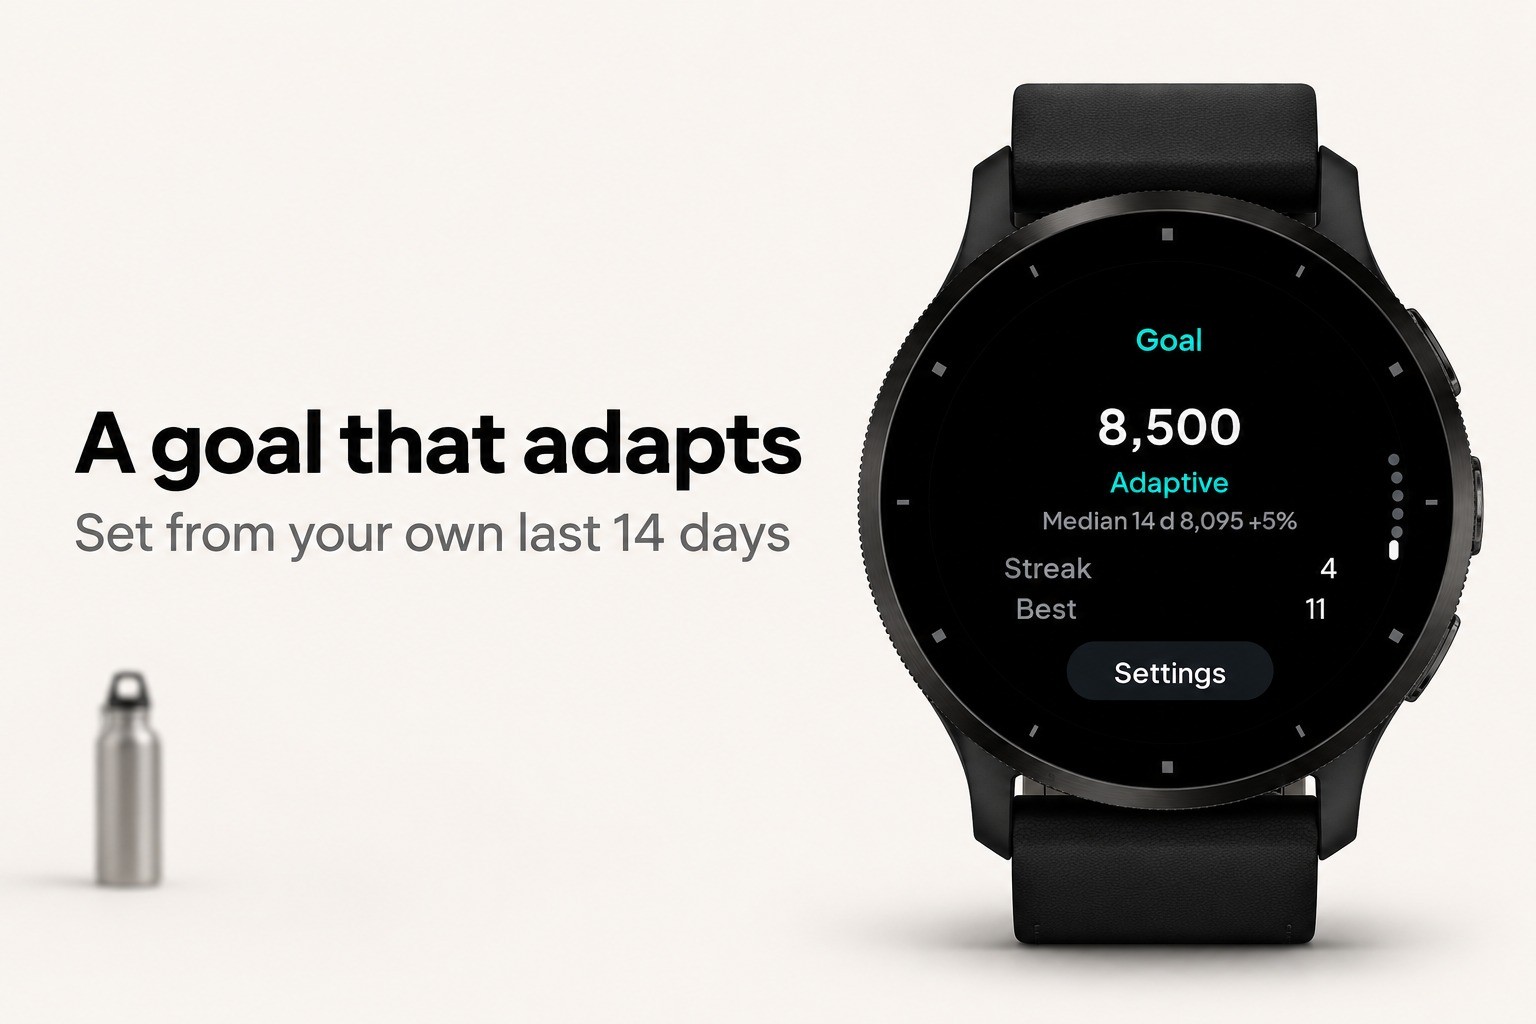 A goal that adapts
Set from your own last 14 days
Goal
8,500
Adaptive
Median 14 d 8,095 +5%
Streak 4
Best 11
Settings